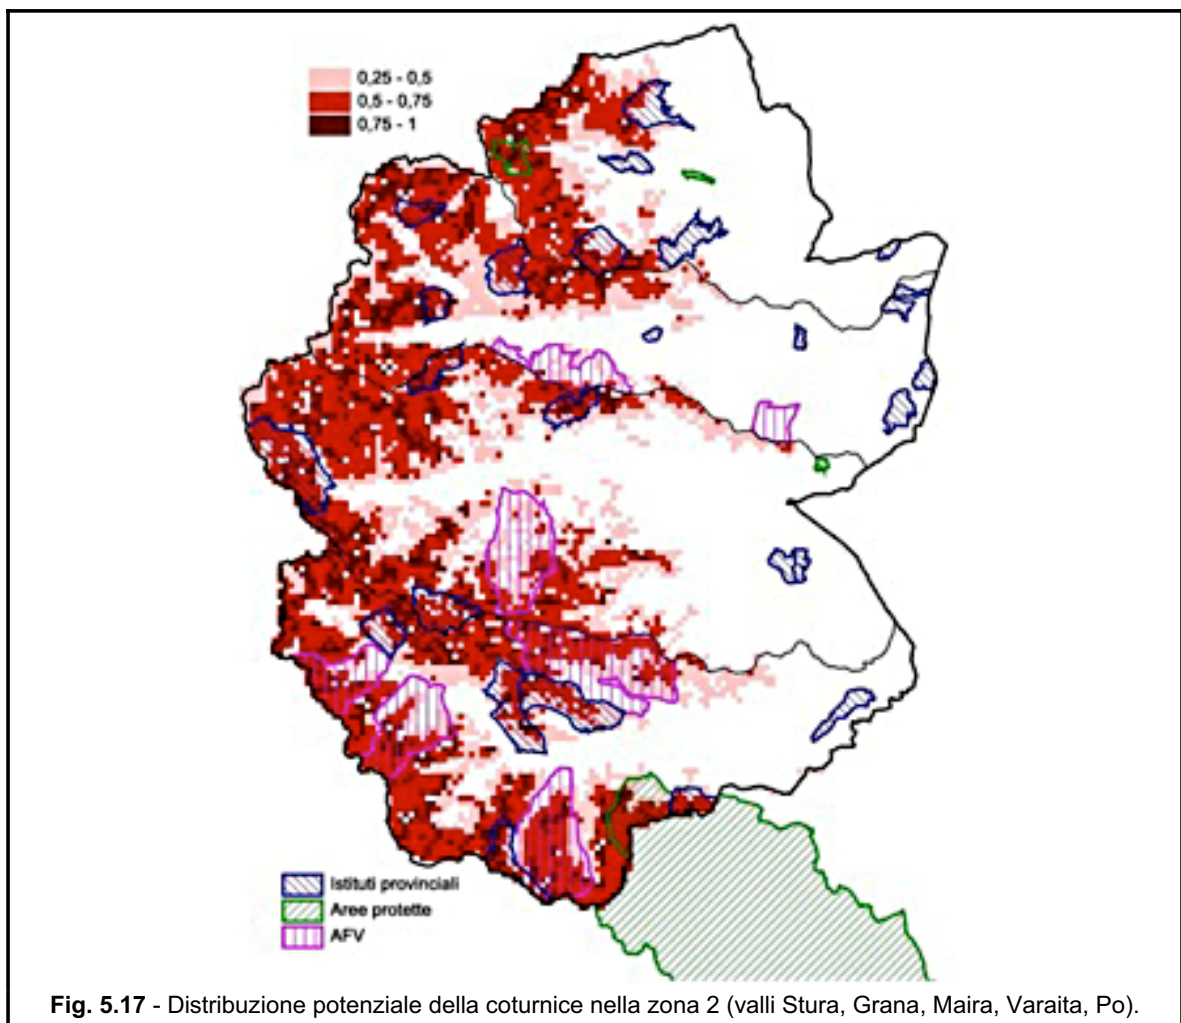 0,25 - 0,5
0,5 - 0,75
0,75 - 1
Istituti provinciali
Aree protette
AFV
Fig. 5.17 - Distribuzione potenziale della coturnice nella zona 2 (valli Stura, Grana, Maira, Varaita, Po).